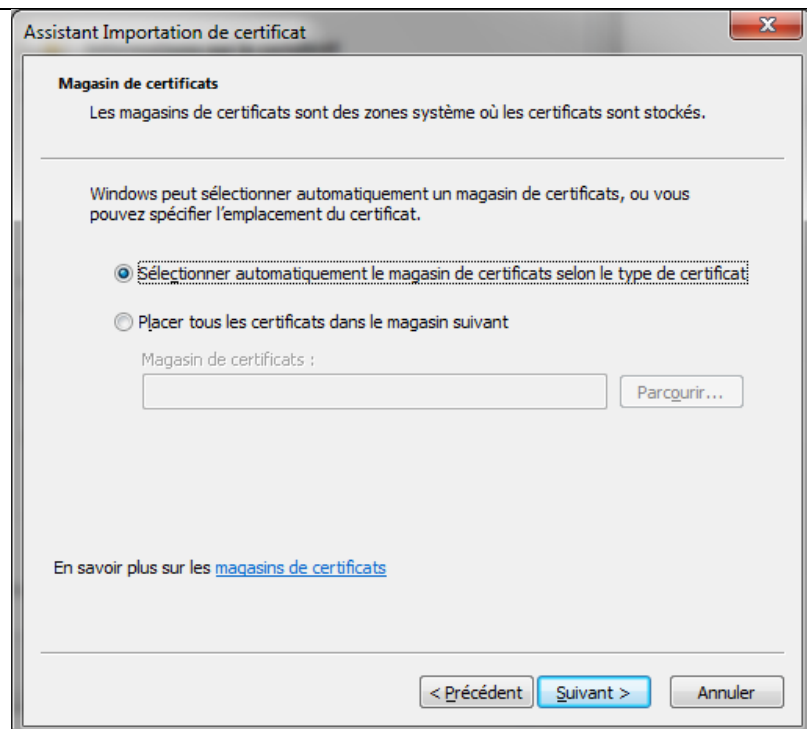 Assistant Importation de certificat
Magasin de certificats
Les magasins de certificats sont des zones système où les certificats sont stockés.
Windows peut sélectionner automatiquement un magasin de certificats, ou vous
pouvez spécifier l'emplacement du certificat.
Sélectionner automatiquement le magasin de certificats selon le type de certificat
Placer tous les certificats dans le magasin suivant
Magasin de certificats :
Parcourir...
En savoir plus sur les magasins de certificats
< Précédent Suivant > Annuler